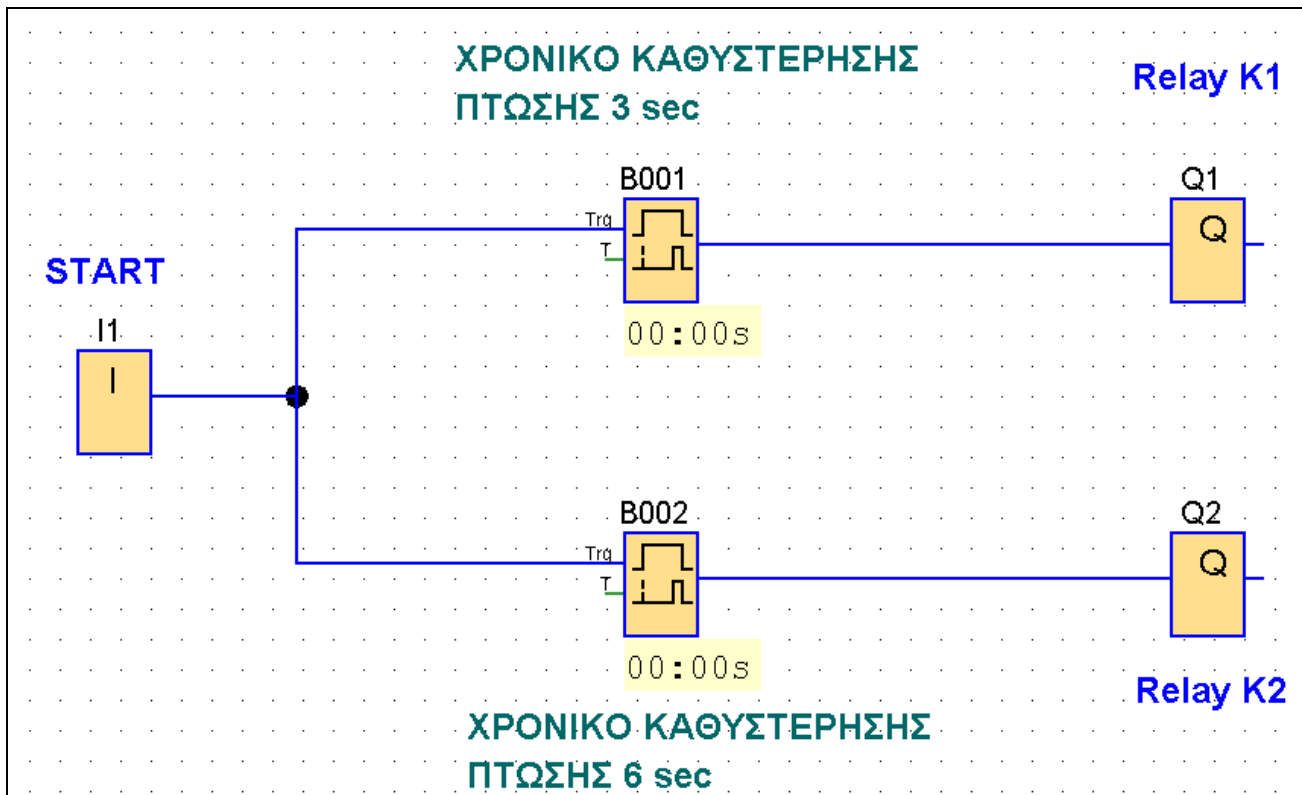 ΧΡΟΝΙΚΟ ΚΑΘΥΣΤΕΡΗΣΗΣ
ΠΤΩΣΗΣ 3 sec
Relay K1
B001
Q1
Trg
T
Q
START
00:00s
I1
I
B002
Q2
Trg
T
Q
00:00s
Relay K2
ΧΡΟΝΙΚΟ ΚΑΘΥΣΤΕΡΗΣΗΣ
ΠΤΩΣΗΣ 6 sec